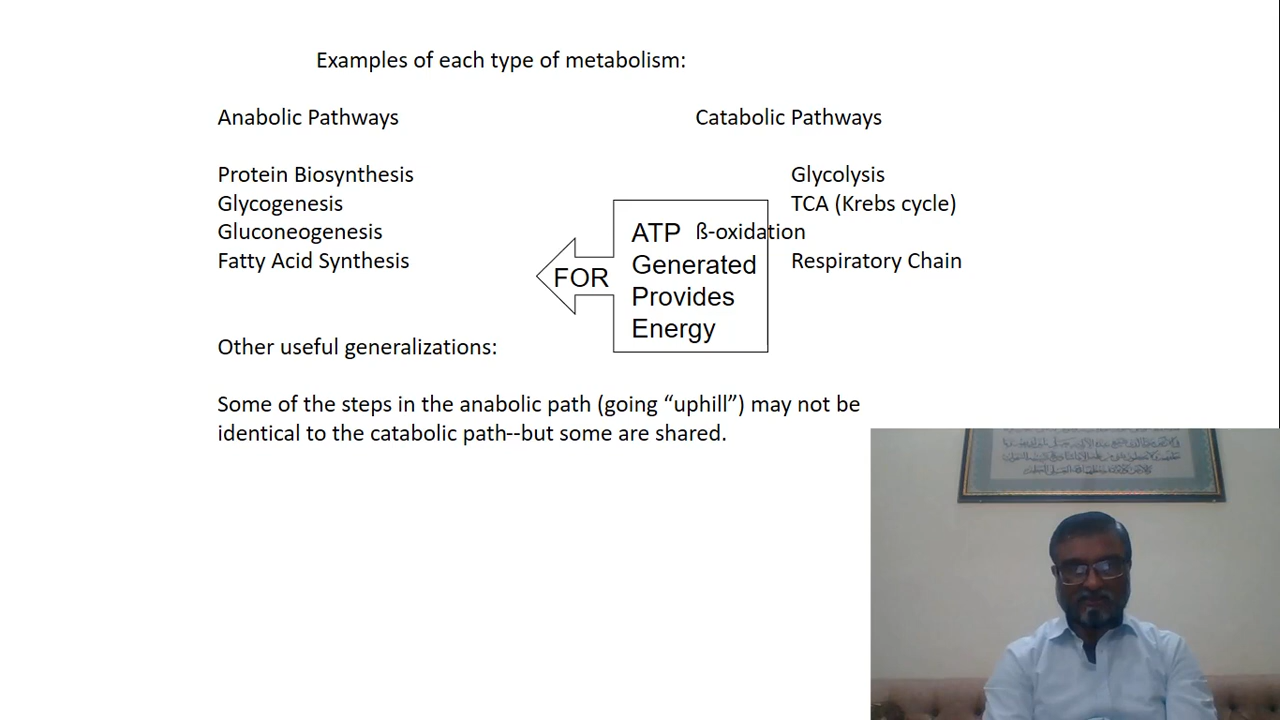 Examples of each type of metabolism:
Anabolic Pathways
Catabolic Pathways
Protein Biosynthesis
Glycogenesis
Gluconeogenesis
Fatty Acid Synthesis
FOR
ATP
Generated
Provides
Energy
Glycolysis
TCA (Krebs cycle)
ß-oxidation
Respiratory Chain
Other useful generalizations:
Some of the steps in the anabolic path (going “uphill”) may not be
identical to the catabolic path--but some are shared.